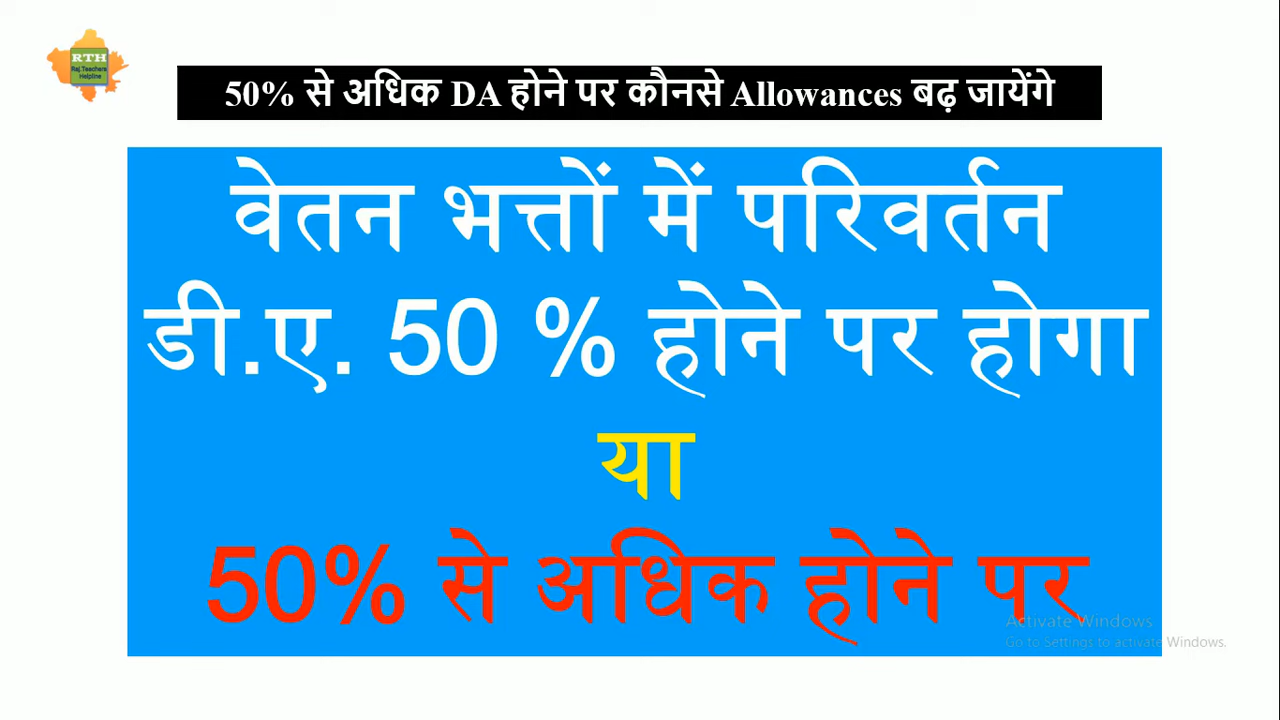 RTH
Raj.Teachers
Helpline
50% से अधिक DA होने पर कौनसे Allowances बढ़ जायेंगे
वेतन भत्तों में परिवर्तन
डी.ए. 50 % होने पर होगा
या
50% से अधिक होने पर
Activate Windows
Go to Settings to activate Windows.